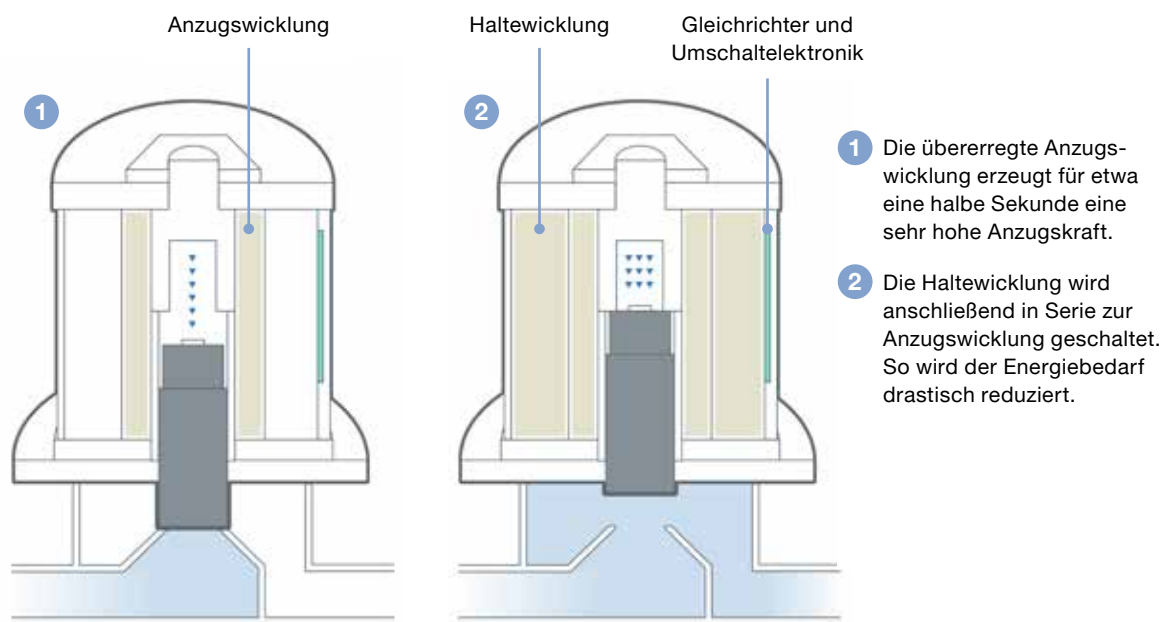 Anzugswicklung
Haltewicklung
Gleichrichter und
Umschaltelektronik
1
2
1 Die übererregte Anzugs-
wicklung erzeugt für etwa
eine halbe Sekunde eine
sehr hohe Anzugskraft.
2 Die Haltewicklung wird
anschließend in Serie zur
Anzugswicklung geschaltet.
So wird der Energiebedarf
drastisch reduziert.